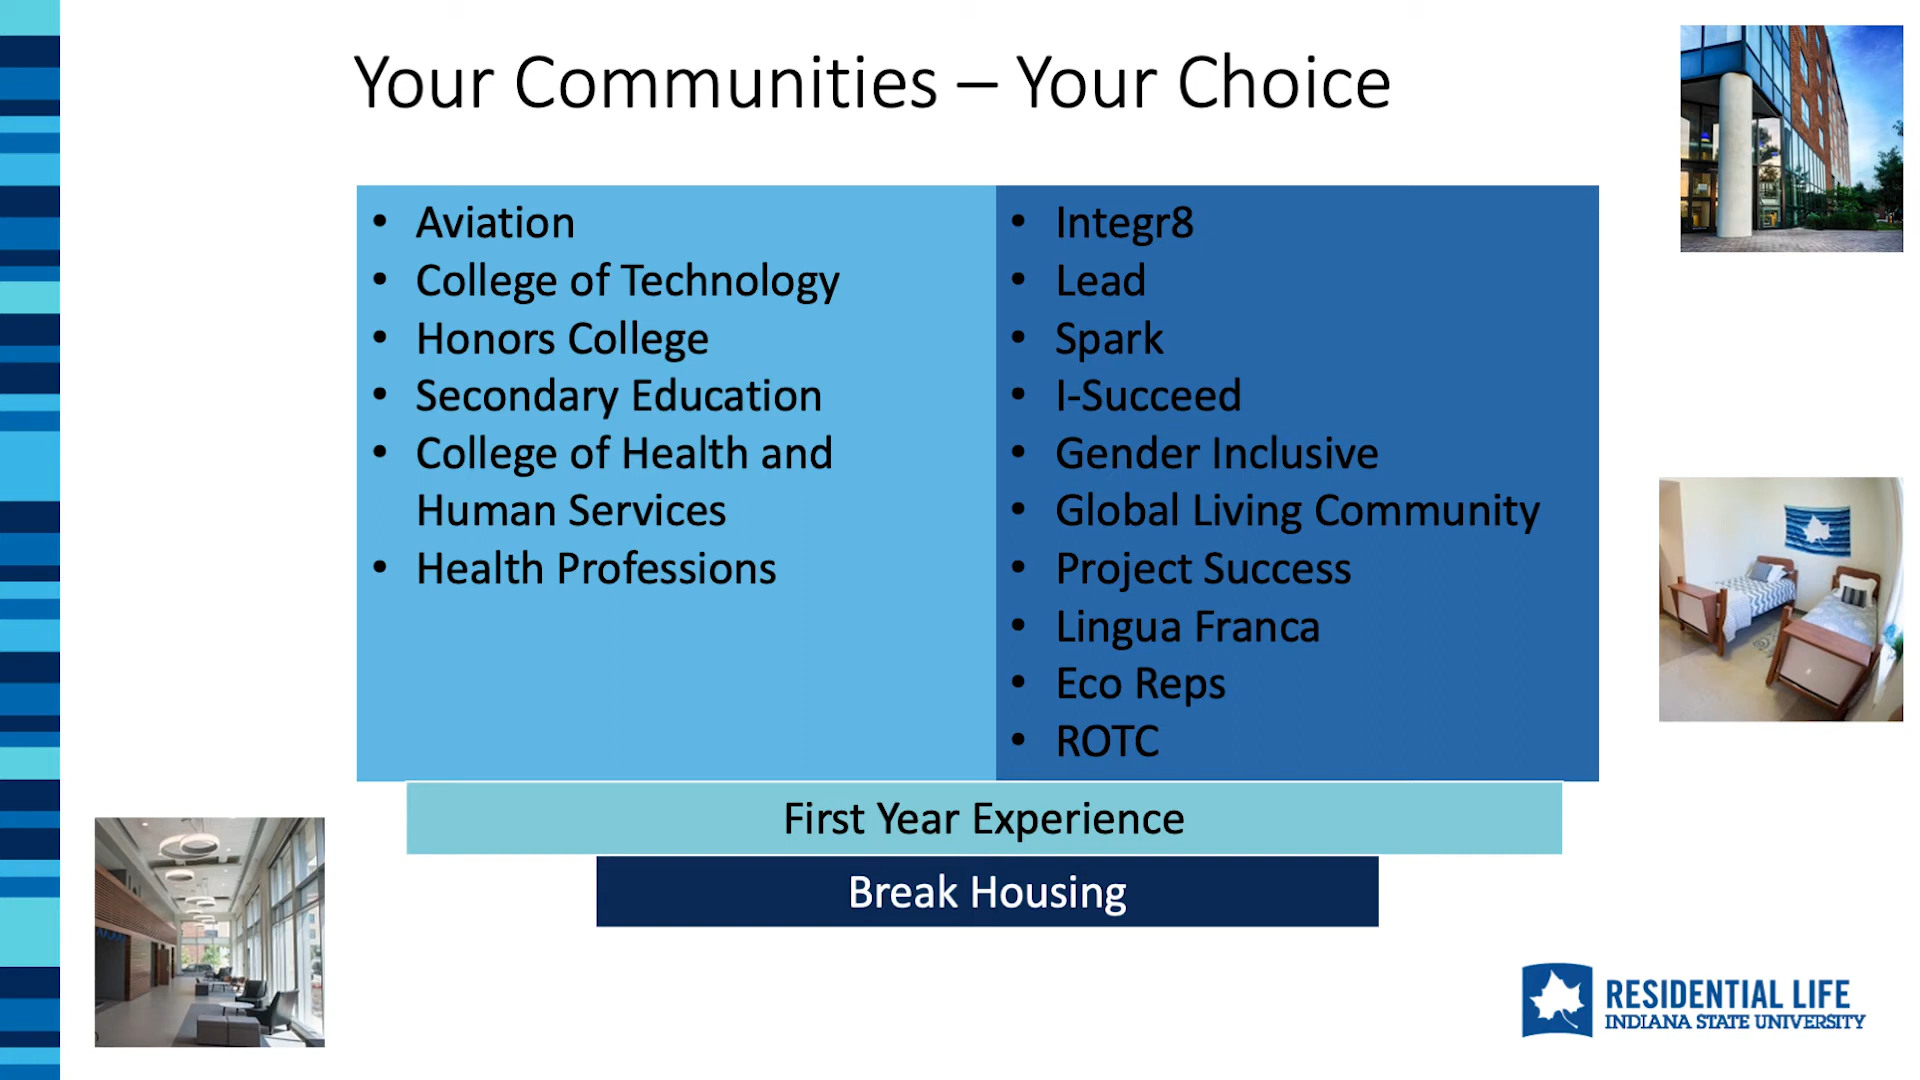 Your Communities – Your Choice
• Aviation
• College of Technology
• Honors College
• Secondary Education
• College of Health and
Human Services
• Health Professions
• Integr8
• Lead
• Spark
• I-Succeed
• Gender Inclusive
• Global Living Community
• Project Success
• Lingua Franca
• Eco Reps
• ROTC
First Year Experience
Break Housing
RESIDENTIAL LIFE
INDIANA STATE UNIVERSITY